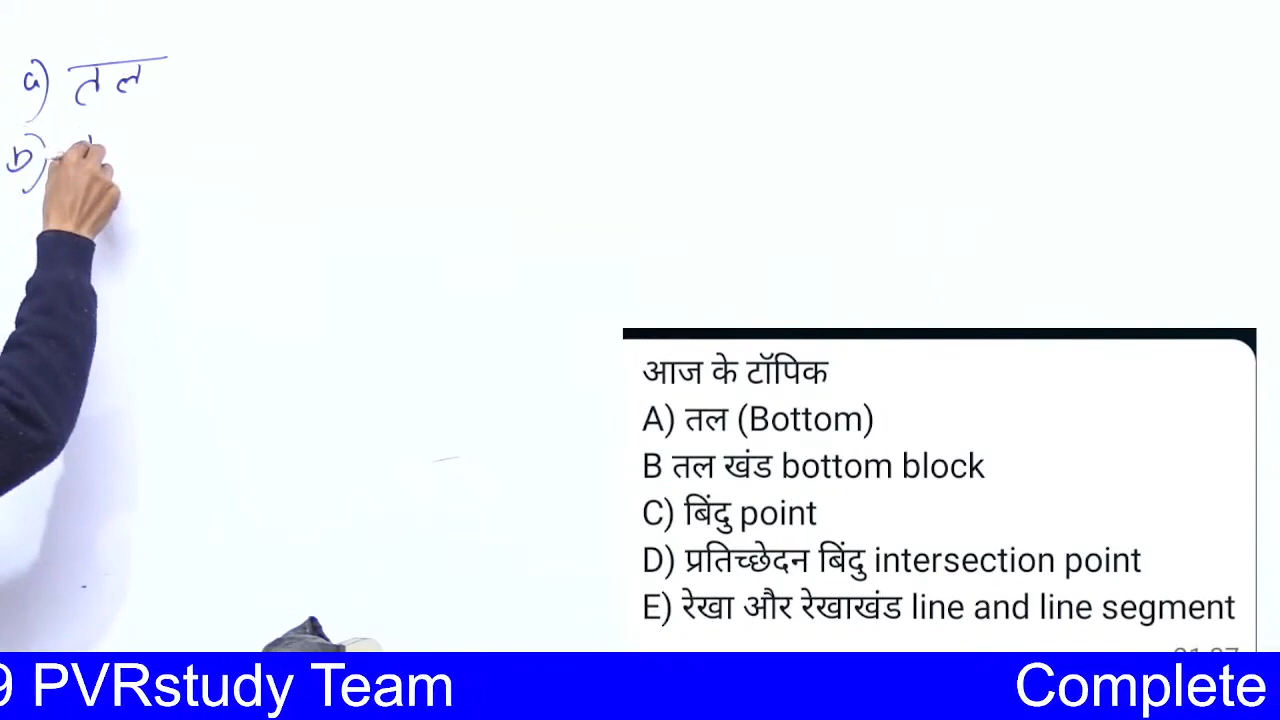 a) तल
b)
आज के टॉपिक
A) तल (Bottom)
B तल खंड bottom block
C) बिंदु point
D) प्रतिच्छेदन बिंदु intersection point
E) रेखा और रेखाखंड line and line segment
9 PVRstudy Team
Complete